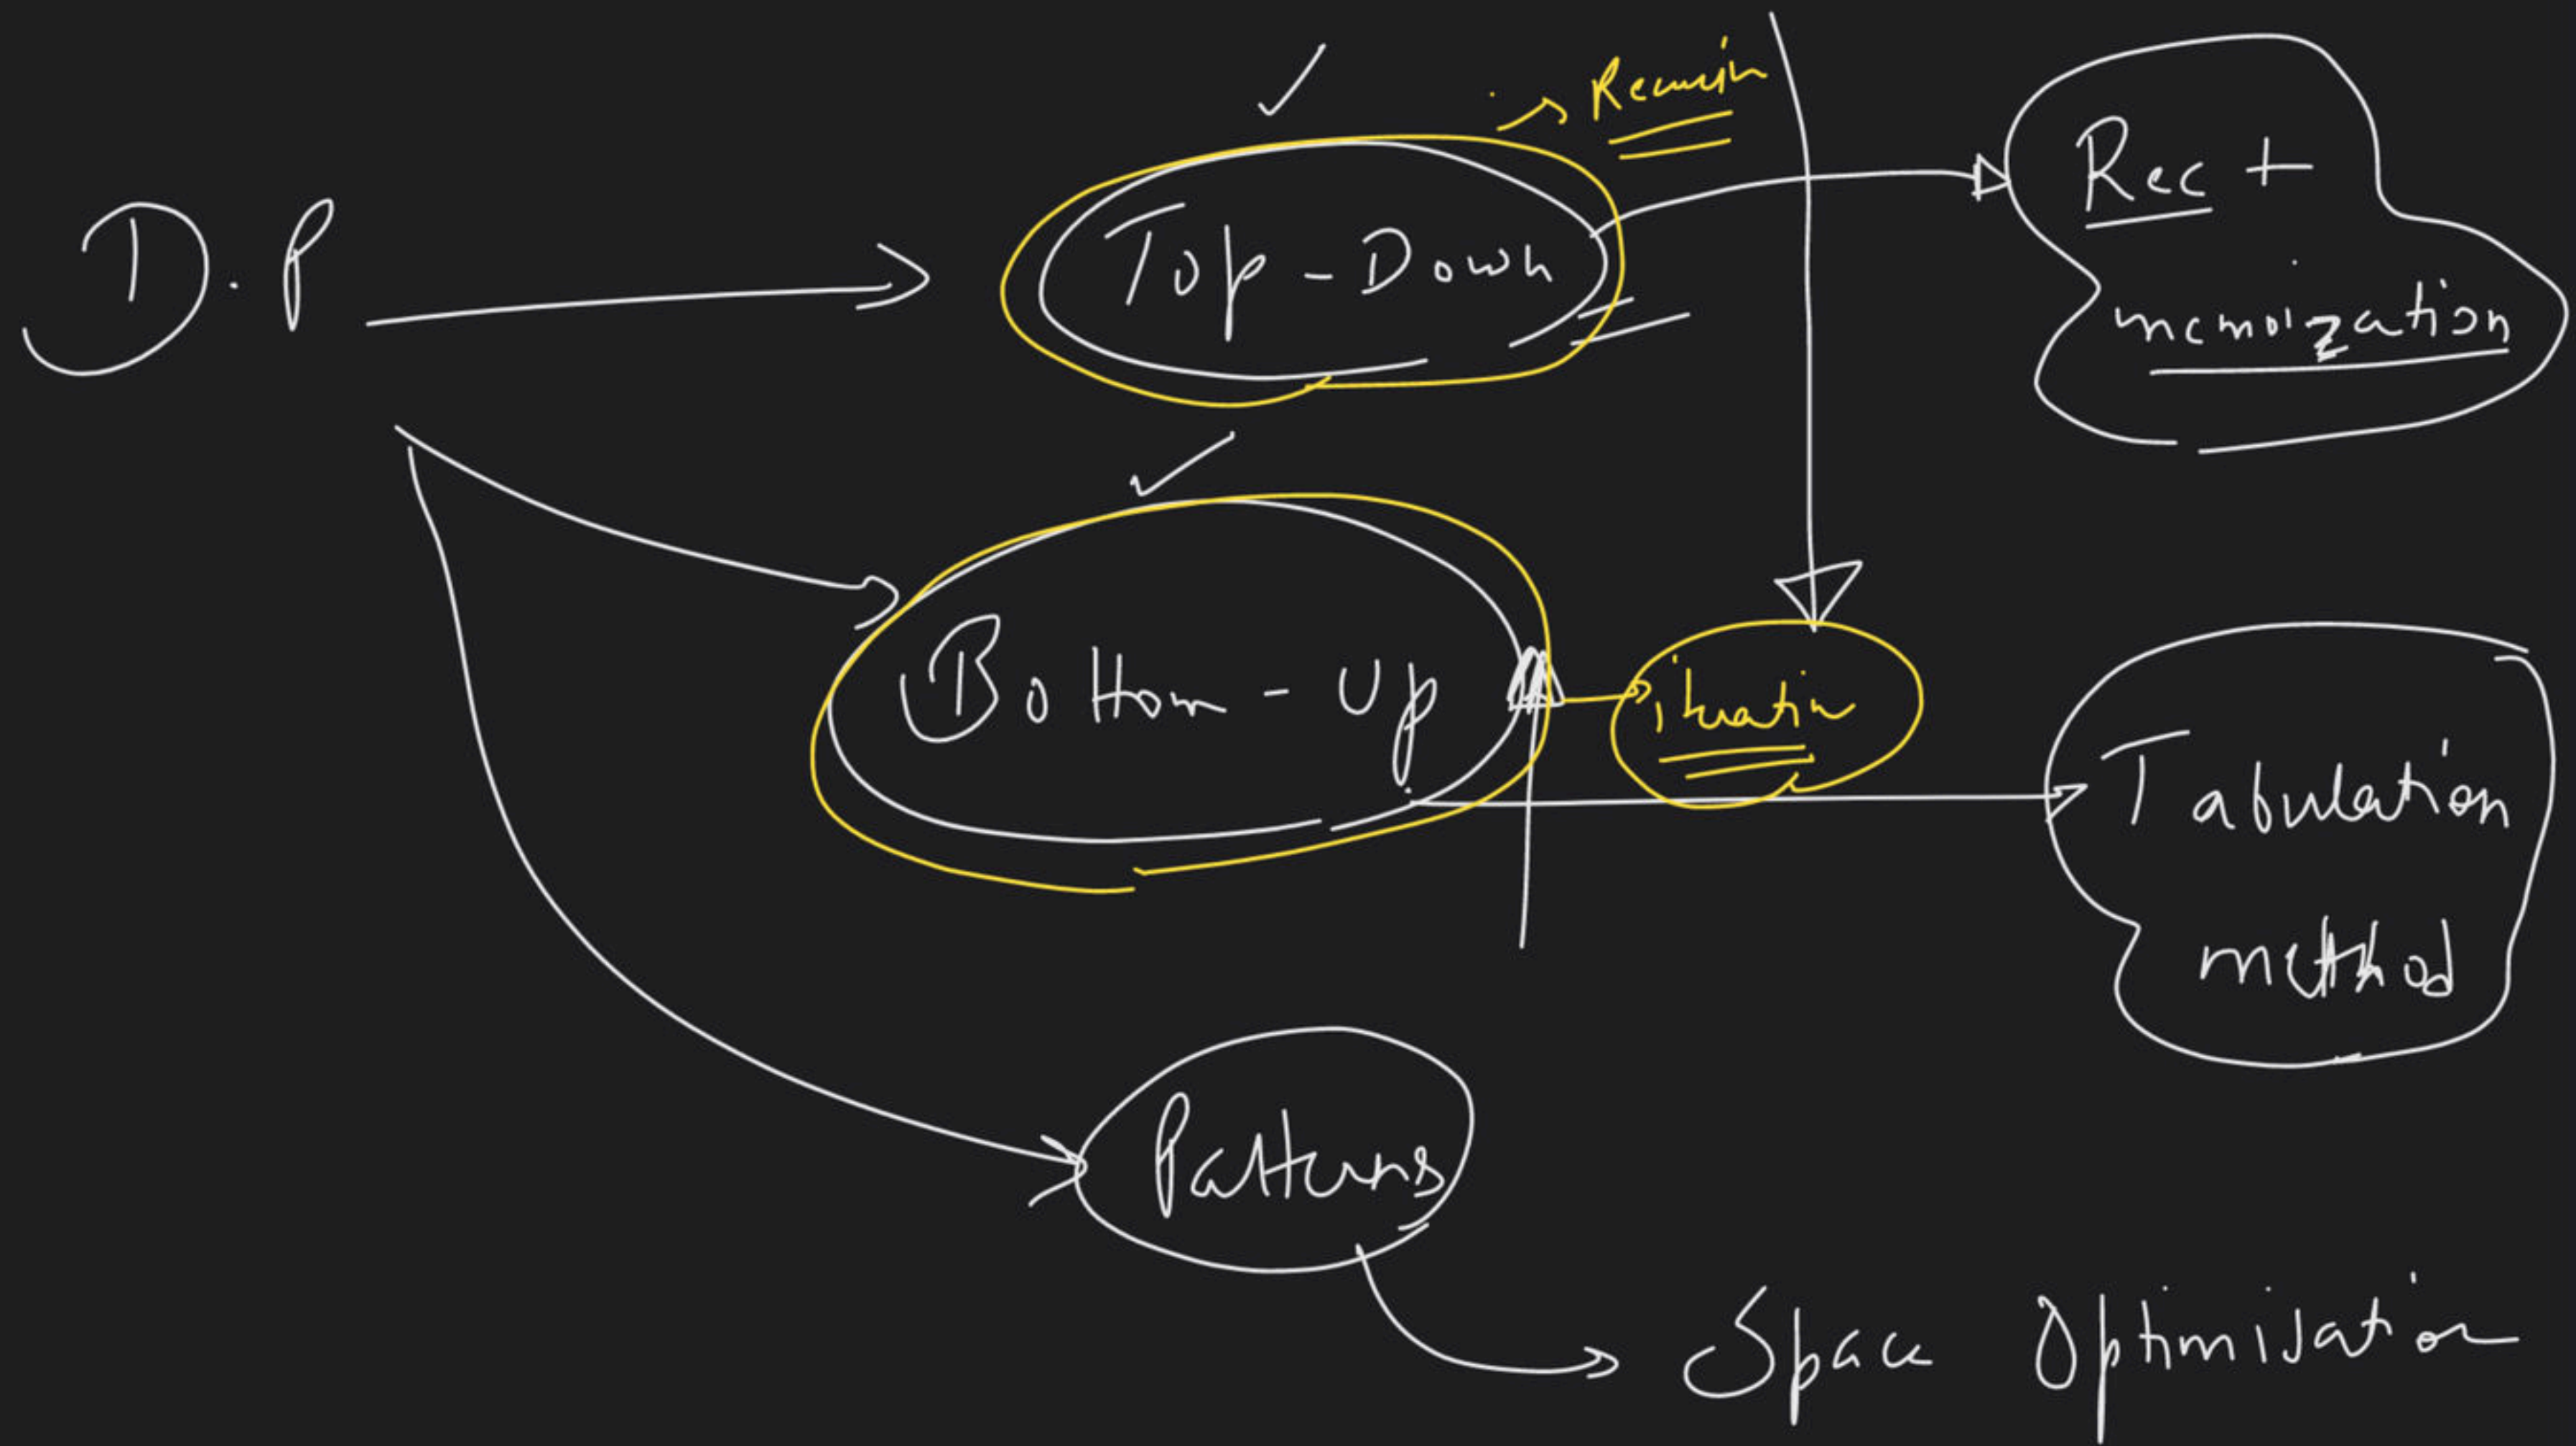 Recursion
D.P
Top-Down
Rec +
memoization
Bottom-Up
iteration
Tabulation
method
Patterns
Space Optimisation